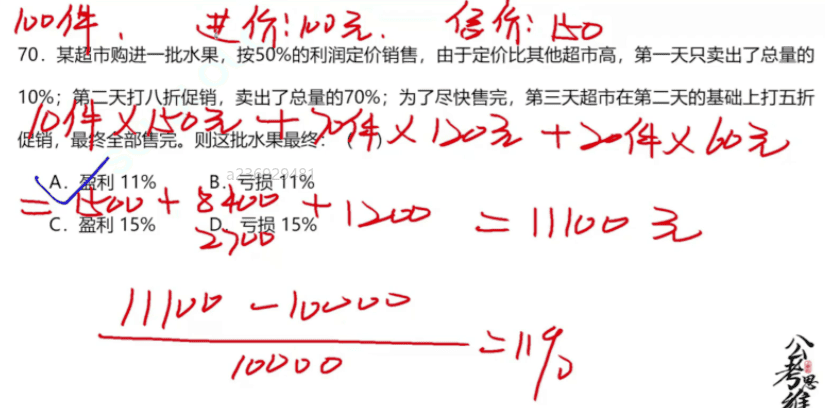 100件. 进价:100元. 售价:150
70．某超市购进一批水果，按50%的利润定价销售，由于定价比其他超市高，第一天只卖出了总量的
10%；第二天打八折促销，卖出了总量的70%；为了尽快售完，第三天超市在第二天的基础上打五折
10件×150元+70件×120元+20件×60元
促销，最终全部售完。则这批水果最终：（ ）
a236929481
A．盈利 11% B．亏损 11%
=1500+8400+1200=11100元
C．盈利 15% D．亏损 15%
2700
11100-10000
=11%
10000
公考思维